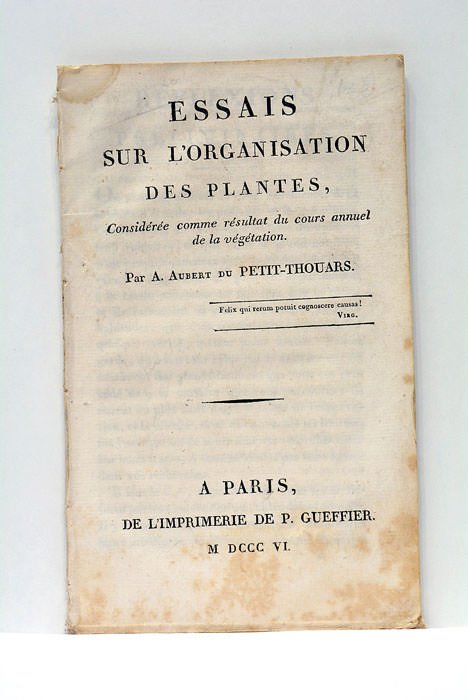 ESSAIS
SUR L'ORGANISATION
DES PLANTES,
Considérée comme résultat du cours annuel
de la végétation.
Par A. AUBERT DU PETIT-THOUARS.
Felix qui rerum potuit cognoscere causas!
VIRG.
A PARIS,
DE L'IMPRIMERIE DE P. GUEFFIER.
M DCCC VI.